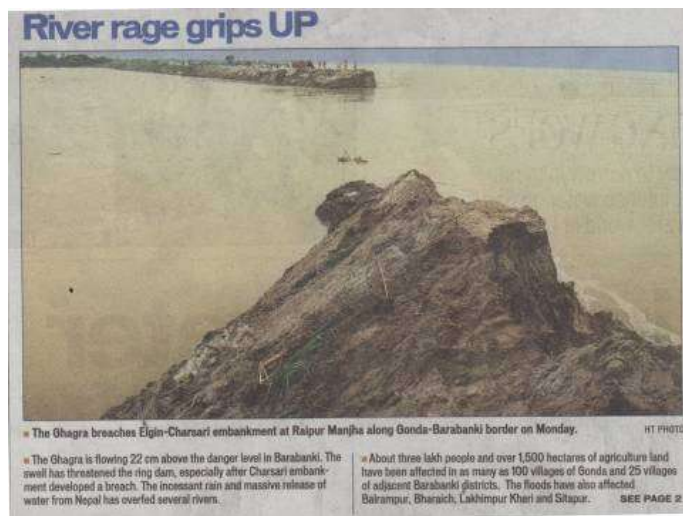 River rage grips UP
The Ghagra breaches Elgin-Charsari embankment at Raipur Manjha along Gonda-Barabanki border on Monday.
HT PHOTO
The Ghagra is flowing 22 cm above the danger level in Barabanki. The
swell has threatened the ring dam, especially after Charsari embank-
ment developed a breach. The incessant rain and massive release of
water from Nepal has overfed several rivers.
About three lakh people and over 1,500 hectares of agriculture land
have been affected in as many as 100 villages of Gonda and 25 villages
of adjacent Barabanki districts. The floods have also affected
Balrampur, Bharaich, Lakhimpur Kheri and Sitapur.
SEE PAGE 2